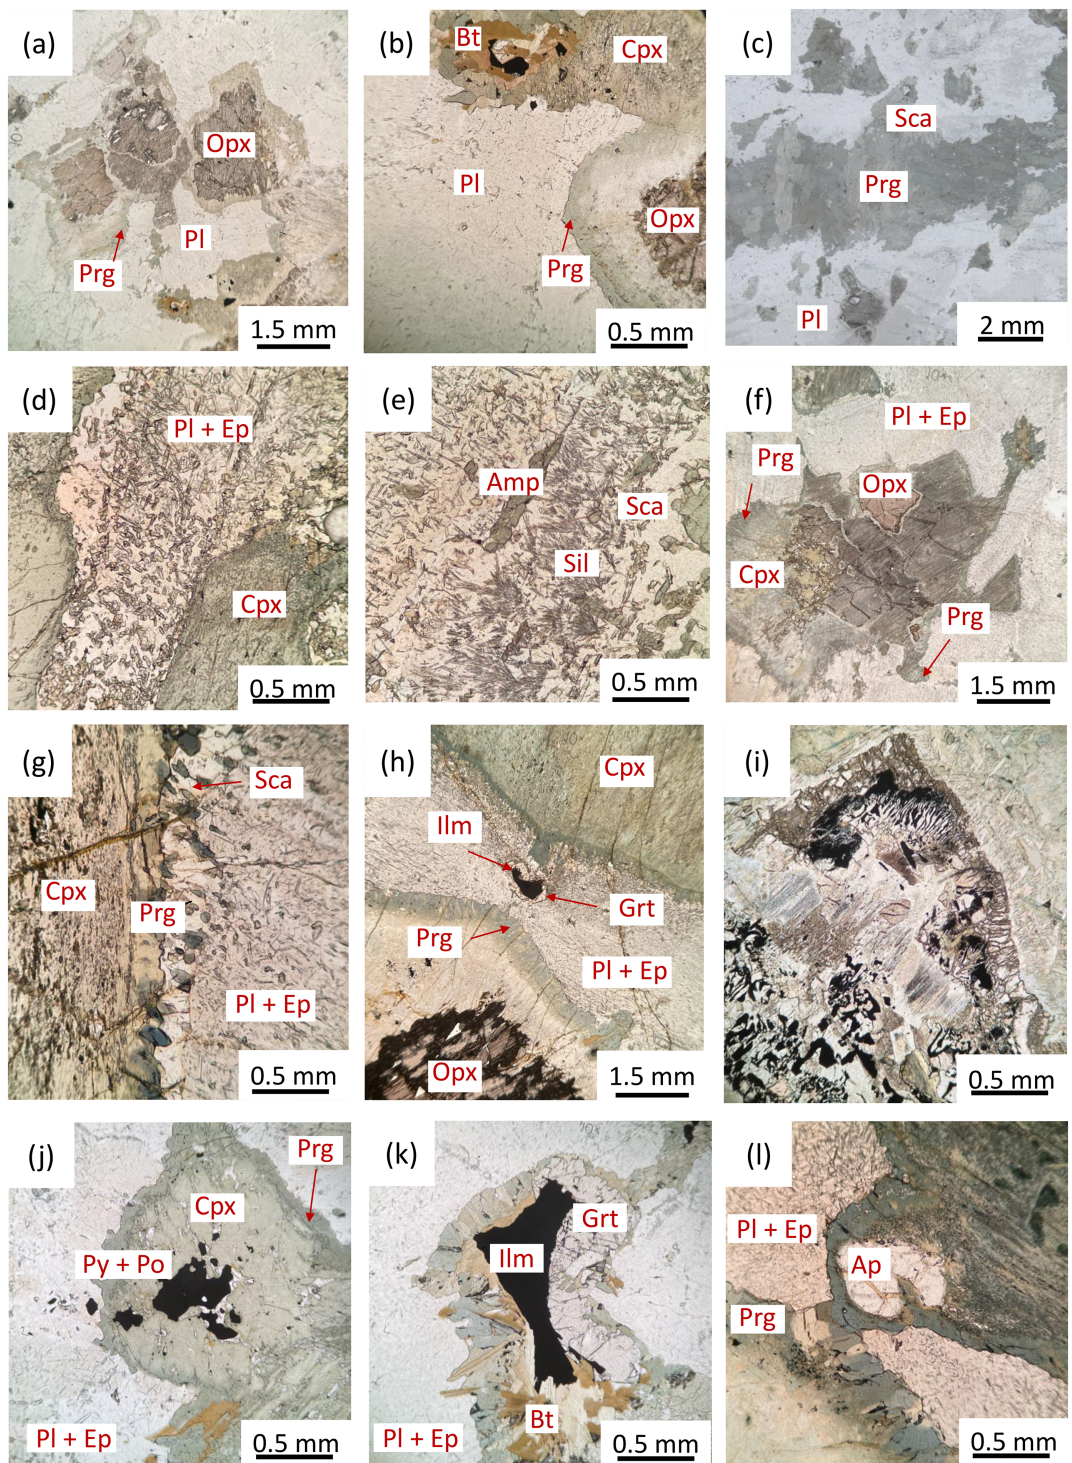 (a)
Opx
Pl
Prg
1.5 mm
(b)
Bt
Cpx
Pl
Opx
Prg
0.5 mm
(c)
Sca
Prg
Pl
2 mm
(d)
Pl + Ep
Cpx
0.5 mm
(e)
Amp
Sca
Sil
0.5 mm
(f)
Pl + Ep
Prg
Opx
Cpx
Prg
1.5 mm
(g)
Sca
Cpx
Prg
Pl + Ep
0.5 mm
(h)
Cpx
Ilm
Grt
Prg
Pl + Ep
Opx
1.5 mm
(i)
0.5 mm
(j)
Prg
Cpx
Py + Po
Pl + Ep
0.5 mm
(k)
Grt
Ilm
Bt
Pl + Ep
0.5 mm
(l)
Pl + Ep
Ap
Prg
0.5 mm